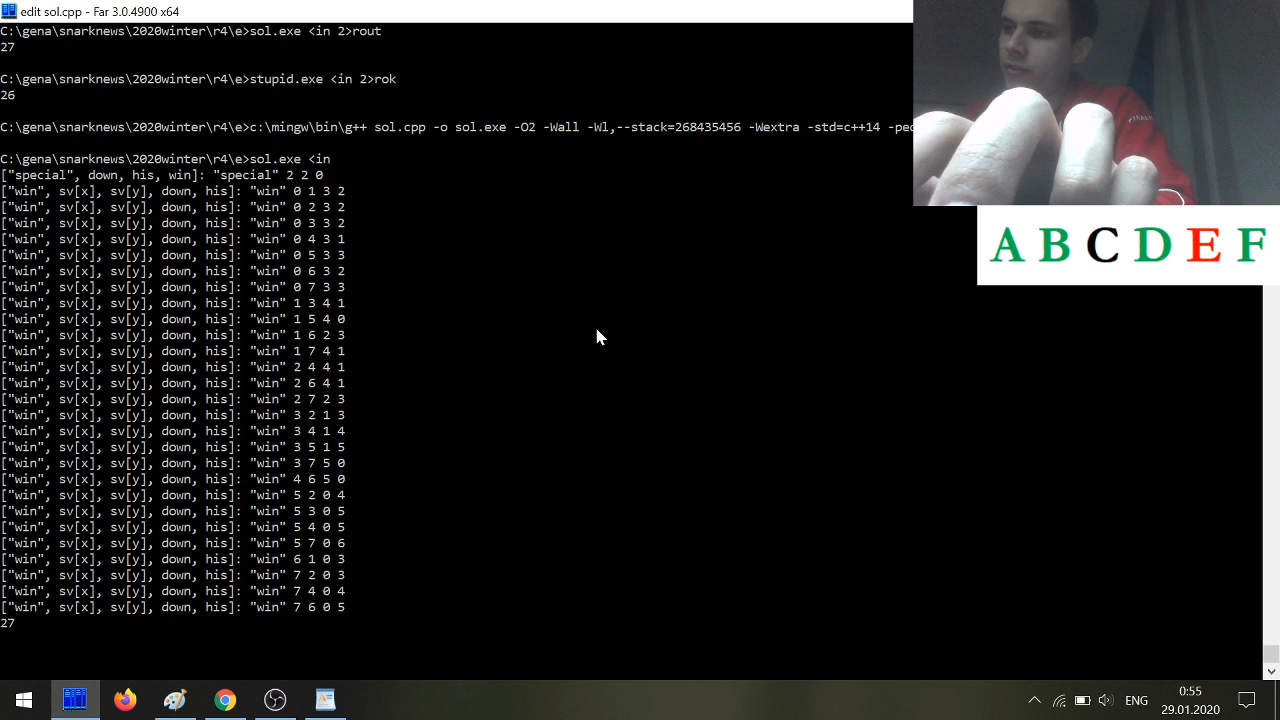 edit sol.cpp - Far 3.0.4900 x64
C:\gena\snarknews\2020winter\r4\e>sol.exe <in 2>rout
27
C:\gena\snarknews\2020winter\r4\e>stupid.exe <in 2>rok
26
C:\gena\snarknews\2020winter\r4\e>c:\mingw\bin\g++ sol.cpp -o sol.exe -O2 -Wall -Wl,--stack=268435456 -Wextra -std=c++14 -ped
C:\gena\snarknews\2020winter\r4\e>sol.exe <in
["special", down, his, win]: "special" 2 2 0
["win", sv[x], sv[y], down, his]: "win" 0 1 3 2
["win", sv[x], sv[y], down, his]: "win" 0 2 3 2
["win", sv[x], sv[y], down, his]: "win" 0 3 3 2
["win", sv[x], sv[y], down, his]: "win" 0 4 3 1
["win", sv[x], sv[y], down, his]: "win" 0 5 3 3
["win", sv[x], sv[y], down, his]: "win" 0 6 3 2
["win", sv[x], sv[y], down, his]: "win" 0 7 3 3
["win", sv[x], sv[y], down, his]: "win" 1 3 4 1
["win", sv[x], sv[y], down, his]: "win" 1 5 4 0
["win", sv[x], sv[y], down, his]: "win" 1 6 2 3
["win", sv[x], sv[y], down, his]: "win" 1 7 4 1
["win", sv[x], sv[y], down, his]: "win" 2 4 4 1
["win", sv[x], sv[y], down, his]: "win" 2 6 4 1
["win", sv[x], sv[y], down, his]: "win" 2 7 2 3
["win", sv[x], sv[y], down, his]: "win" 3 2 1 3
["win", sv[x], sv[y], down, his]: "win" 3 4 1 4
["win", sv[x], sv[y], down, his]: "win" 3 5 1 5
["win", sv[x], sv[y], down, his]: "win" 3 7 5 0
["win", sv[x], sv[y], down, his]: "win" 4 6 5 0
["win", sv[x], sv[y], down, his]: "win" 5 2 0 4
["win", sv[x], sv[y], down, his]: "win" 5 3 0 5
["win", sv[x], sv[y], down, his]: "win" 5 4 0 5
["win", sv[x], sv[y], down, his]: "win" 5 7 0 6
["win", sv[x], sv[y], down, his]: "win" 6 1 0 3
["win", sv[x], sv[y], down, his]: "win" 7 2 0 3
["win", sv[x], sv[y], down, his]: "win" 7 4 0 4
["win", sv[x], sv[y], down, his]: "win" 7 6 0 5
27
A B C D E F
ENG
0:55
29.01.2020